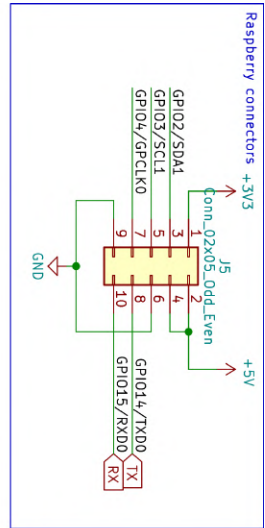 Raspberry connectors
+3V3
+5V
J5
Conn_02x05_Odd_Even
GPIO2/SDA1
GPIO3/SCL1
GPIO4/GPCLK0
1
2
3
4
5
6
7
8
9
10
GND
GPIO14/TXD0
GPIO15/RXD0
TX
RX